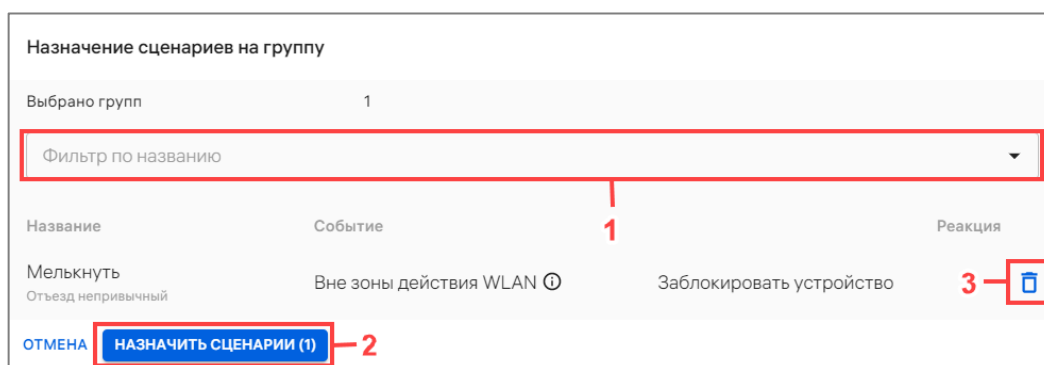 Назначение сценариев на группу
Выбрано групп 1
Фильтр по названию
1
Название Событие Реакция
Мелькнуть
Отъезд непривычный
Вне зоны действия WLAN Заблокировать устройство 3
ОТМЕНА НАЗНАЧИТЬ СЦЕНАРИИ (1) 2